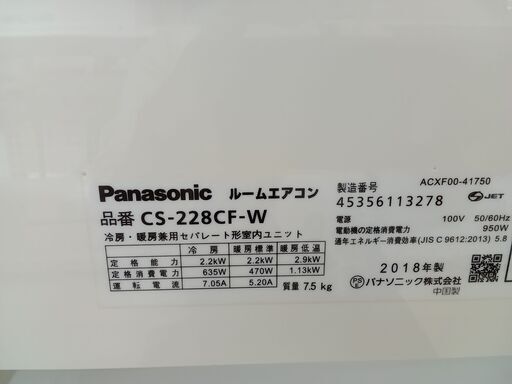 Panasonic ルームエアコン
品番 CS-228CF-W
冷房・暖房兼用セパレート形室内ユニット
冷房 暖房標準 暖房低温
定格能力 2.2kW 2.2kW 2.9kW
定格消費電力 635W 470W 1.13kW
運転電流 7.05A 5.20A
質量 7.5 kg
ACXF00-41750
製造番号
45356113278
JET
電源 100V 50/60Hz
電動機の定格消費電力 950W
通年エネルギー消費効率(JIS C 9612:2013) 5.8
2018年製
PSE パナソニック株式会社
中国製